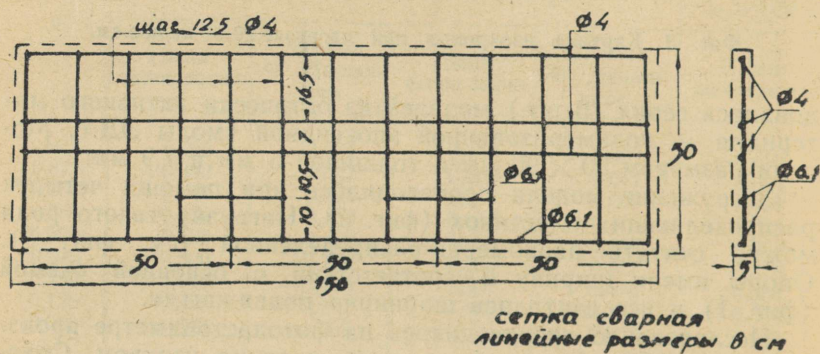 шаг 12.5 Ф4
Ф4
16,5
Ф4
7
50
Ф6.1
10,5
Ф6.1
Ф6.1
10
50
50
50
5
150
сетка сварная
линейные размеры в см